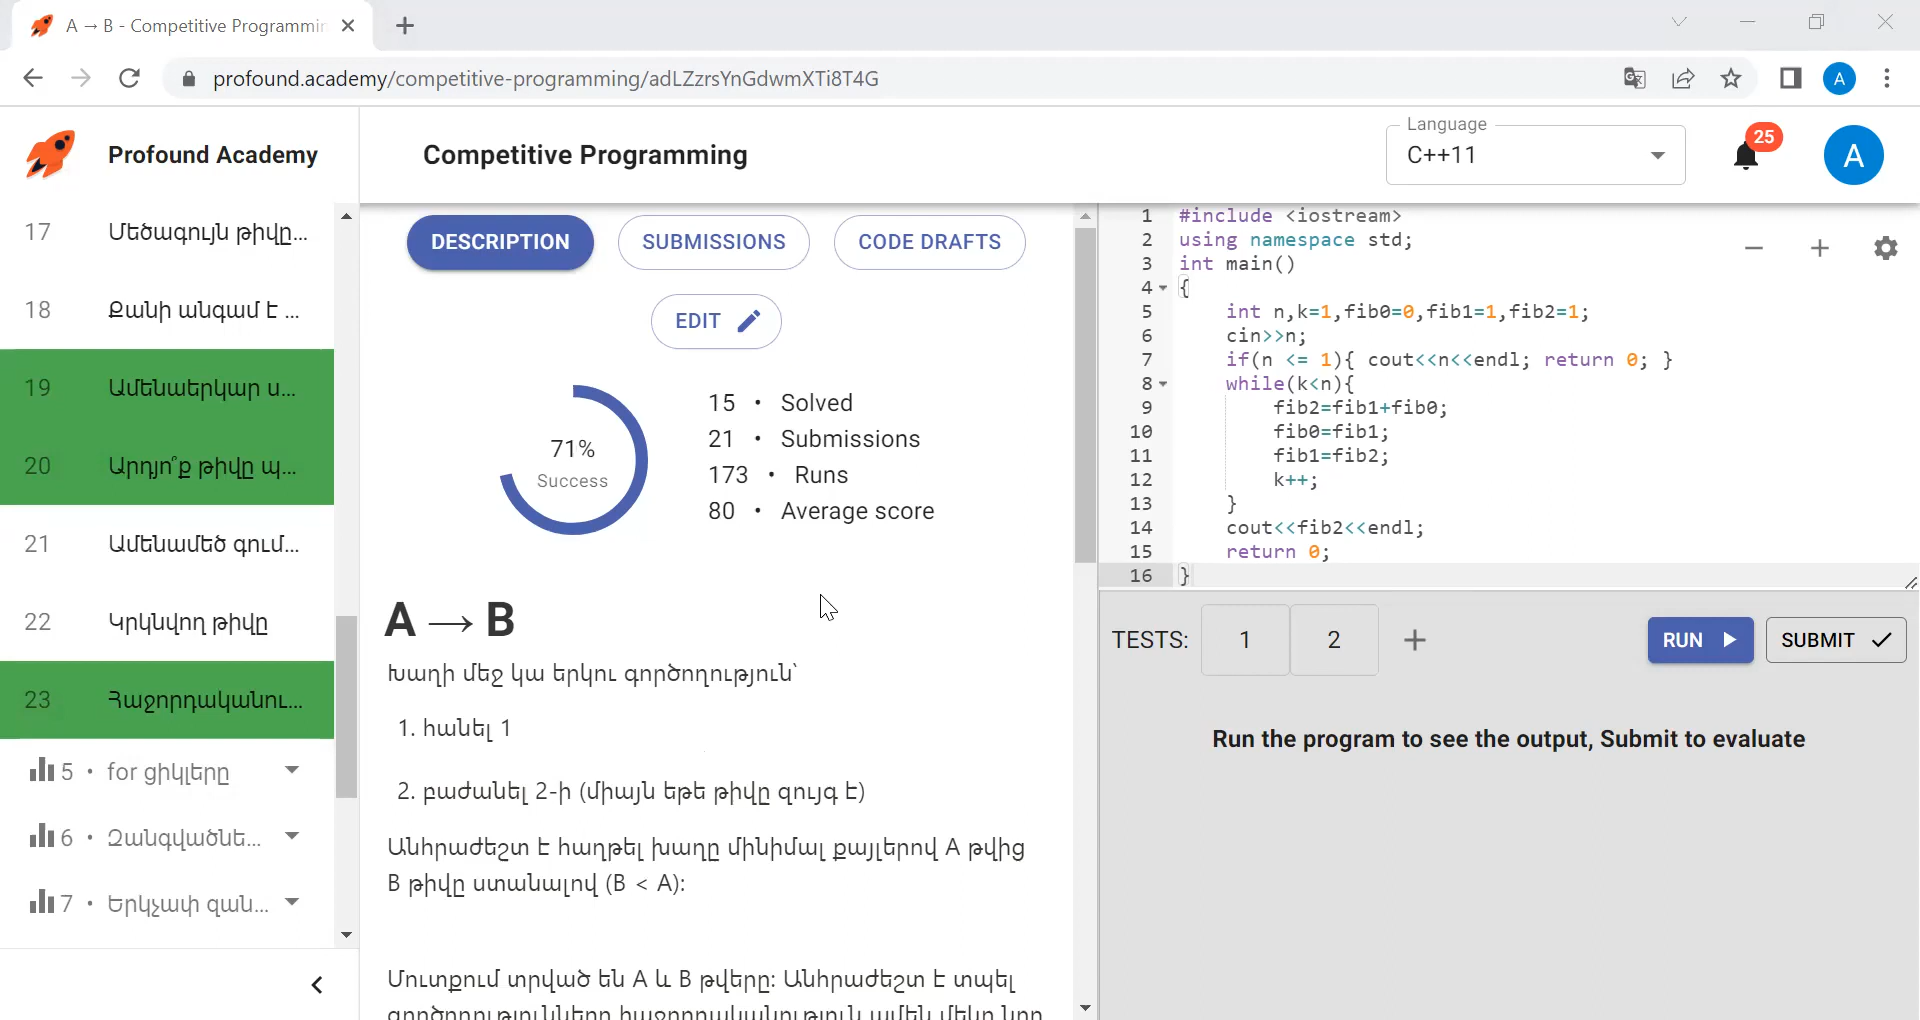 A → B - Competitive Programmin
profound.academy/competitive-programming/adLZzrsYnGdwmXTi8T4G
A
Profound Academy
Competitive Programming
Language
C++11
25
A
17 Մեծագույն թիվը...
18 Քանի անգամ է ...
19 Ամենաերկար ս...
20 Արդյո՞ք թիվը պ...
21 Ամենամեծ գում...
22 Կրկնվող թիվը
23 Հաջորդականու...
5 • for ցիկլերը
6 • Զանգվածնե...
7 • Երկչափ զան...
DESCRIPTION
SUBMISSIONS
CODE DRAFTS
EDIT
71%
Success
15 • Solved
21 • Submissions
173 • Runs
80 • Average score
A → B
Խաղի մեջ կա երկու գործողություն՝
1. հանել 1
2. բաժանել 2-ի (միայն եթե թիվը զույգ է)
Անհրաժեշտ է հաղթել խաղը մինիմալ քայլերով A թվից
B թիվը ստանալով (B < A):
Մուտքում տրված են A և B թվերը: Անհրաժեշտ է տպել
գործողությունների հաջորդականությունն ամեն մեկը նոր
1 #include <iostream>
2 using namespace std;
3 int main()
4 {
5 int n,k=1,fib0=0,fib1=1,fib2=1;
6 cin>>n;
7 if(n <= 1){ cout<<n<<endl; return 0; }
8 while(k<n){
9 fib2=fib1+fib0;
10 fib0=fib1;
11 fib1=fib2;
12 k++;
13 }
14 cout<<fib2<<endl;
15 return 0;
16 }
TESTS:
1
2
RUN
SUBMIT
Run the program to see the output, Submit to evaluate